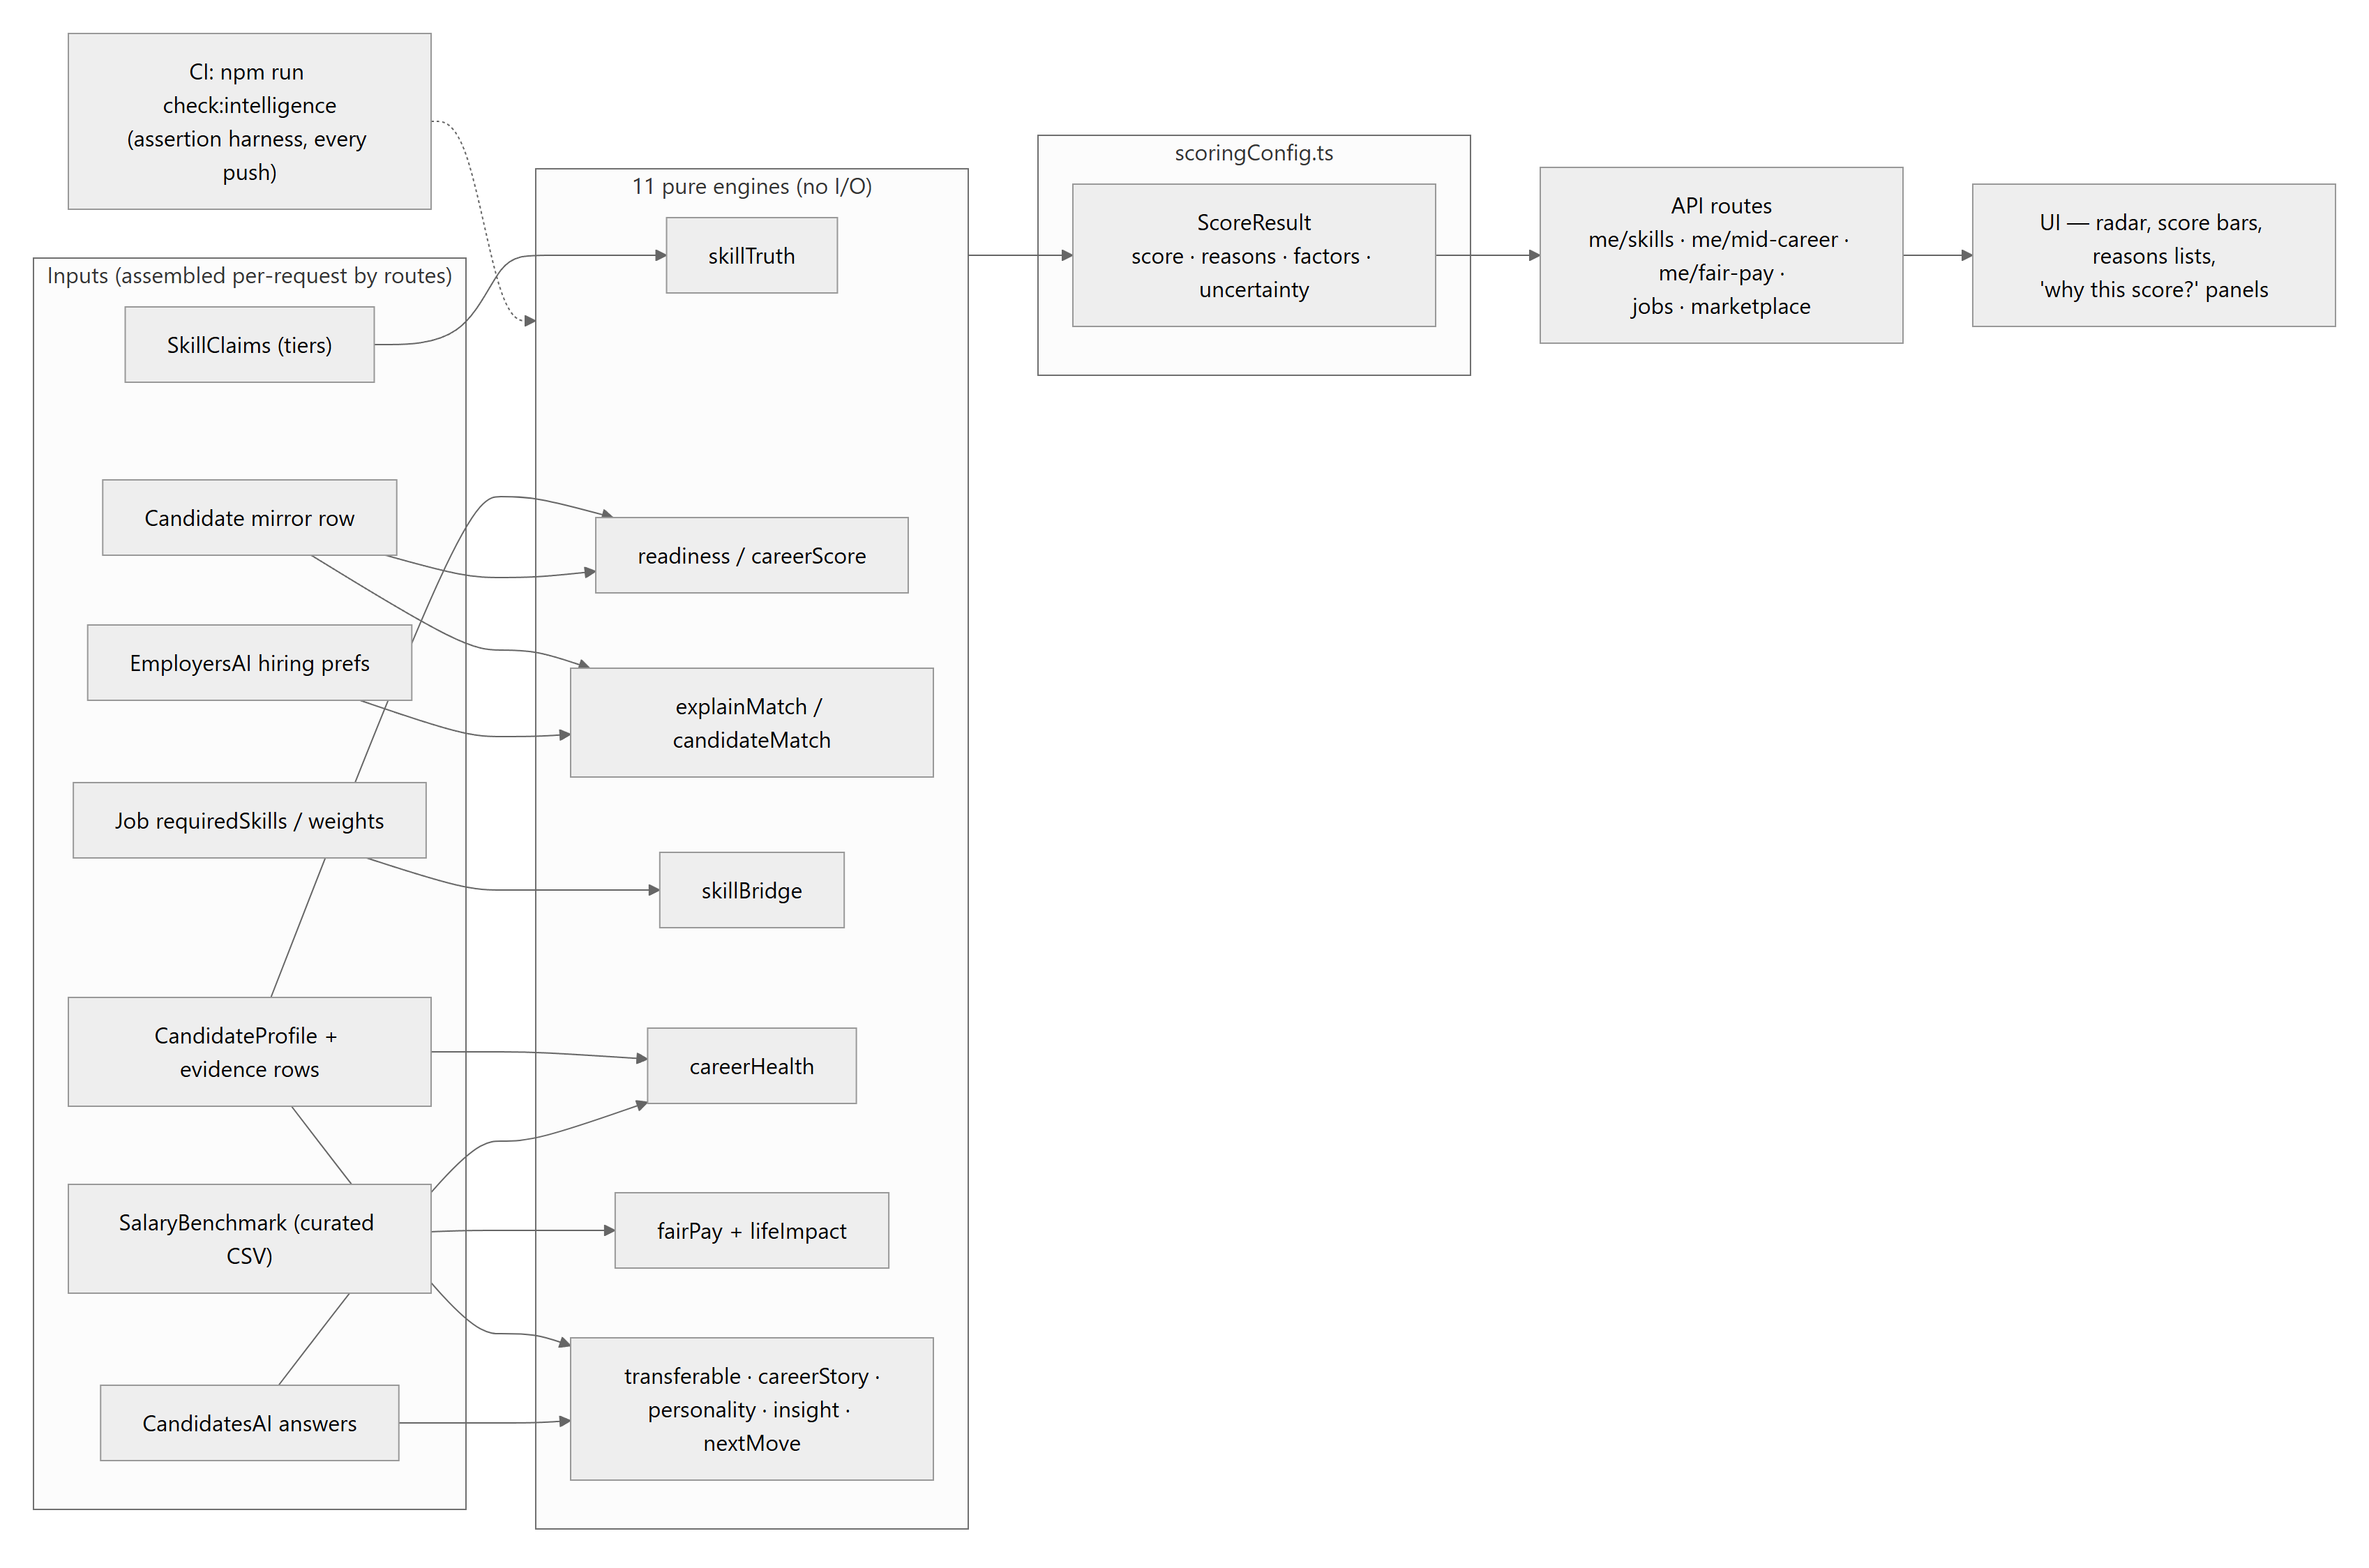 CI: npm run
check:intelligence
(assertion harness, every
push)
Inputs (assembled per-request by routes)
SkillClaims (tiers)
Candidate mirror row
EmployersAI hiring prefs
Job requiredSkills / weights
CandidateProfile +
evidence rows
SalaryBenchmark (curated
CSV)
CandidatesAI answers
11 pure engines (no I/O)
skillTruth
readiness / careerScore
explainMatch /
candidateMatch
skillBridge
careerHealth
fairPay + lifeImpact
transferable · careerStory ·
personality · insight ·
nextMove
scoringConfig.ts
ScoreResult
score · reasons · factors ·
uncertainty
API routes
me/skills · me/mid-career ·
me/fair-pay ·
jobs · marketplace
UI — radar, score bars,
reasons lists,
'why this score?' panels